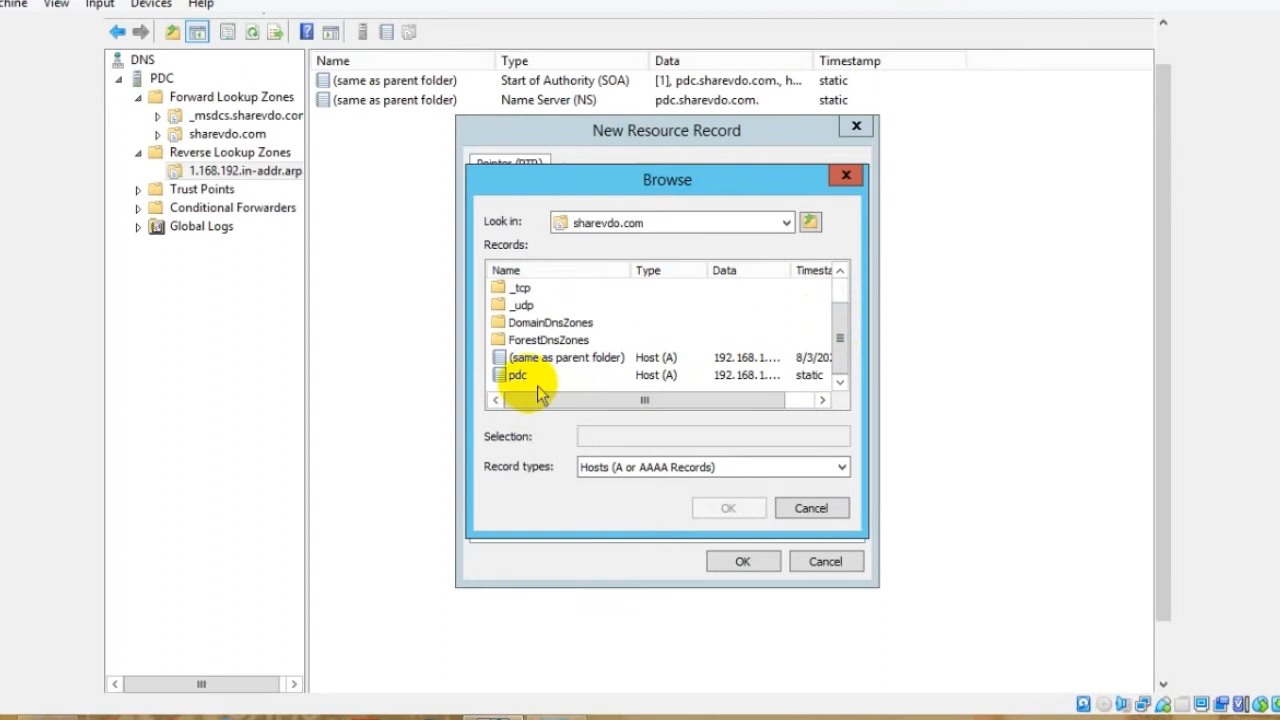 chine View Input Devices Help
DNS
PDC
Forward Lookup Zones
_msdcs.sharevdo.cor
sharevdo.com
Reverse Lookup Zones
1.168.192.in-addr.arp
Trust Points
Conditional Forwarders
Global Logs
Name Type Data Timestamp
(same as parent folder) Start of Authority (SOA) [1], pdc.sharevdo.com., h... static
(same as parent folder) Name Server (NS) pdc.sharevdo.com. static
New Resource Record
Pointer (PTR)
Browse
Look in: sharevdo.com
Records:
Name Type Data Timesta
_tcp
_udp
DomainDnsZones
ForestDnsZones
(same as parent folder) Host (A) 192.168.1.... 8/3/202
pdc Host (A) 192.168.1.... static
Selection:
Record types: Hosts (A or AAAA Records)
OK Cancel
OK Cancel